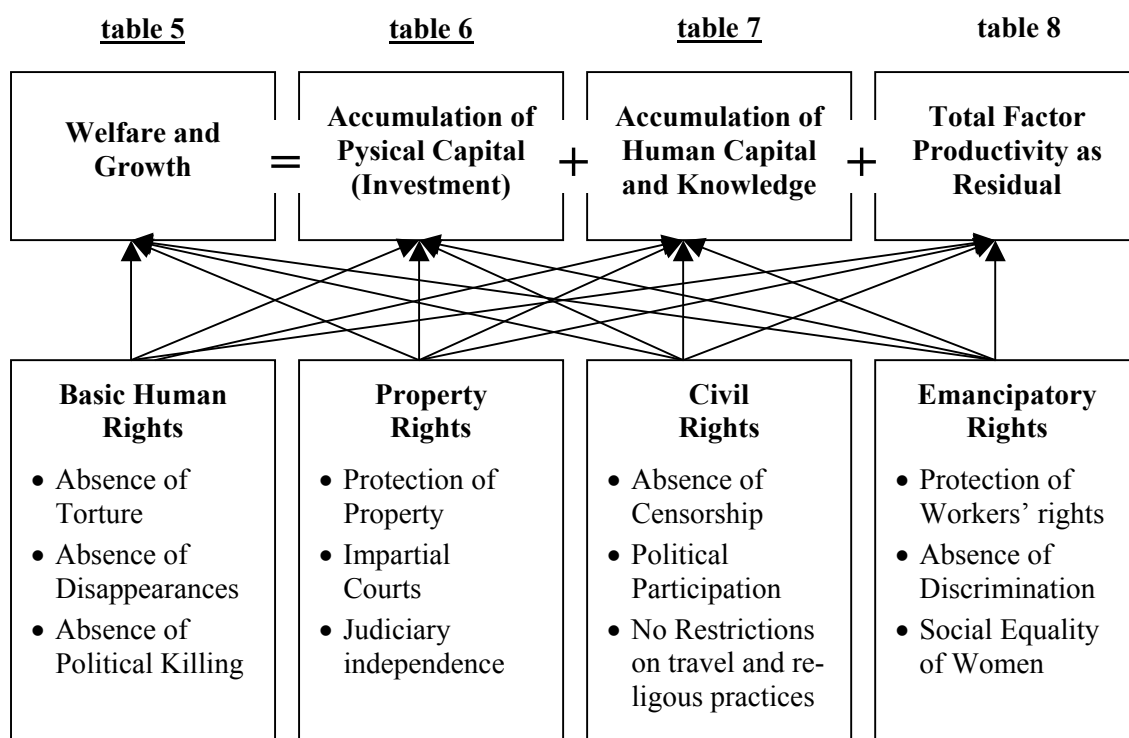 table 5
table 6
table 7
table 8
Welfare and
Growth
=
Accumulation of
Pysical Capital
(Investment)
+
Accumulation of
Human Capital
and Knowledge
+
Total Factor
Productivity as
Residual
Basic Human
Rights
• Absence of
Torture
• Absence of
Disappearances
• Absence of
Political Killing
Property
Rights
• Protection of
Property
• Impartial
Courts
• Judiciary
independence
Civil
Rights
• Absence of
Censorship
• Political
Participation
• No Restrictions
on travel and re-
ligous practices
Emancipatory
Rights
• Protection of
Workers’ rights
• Absence of
Discrimination
• Social Equality
of Women